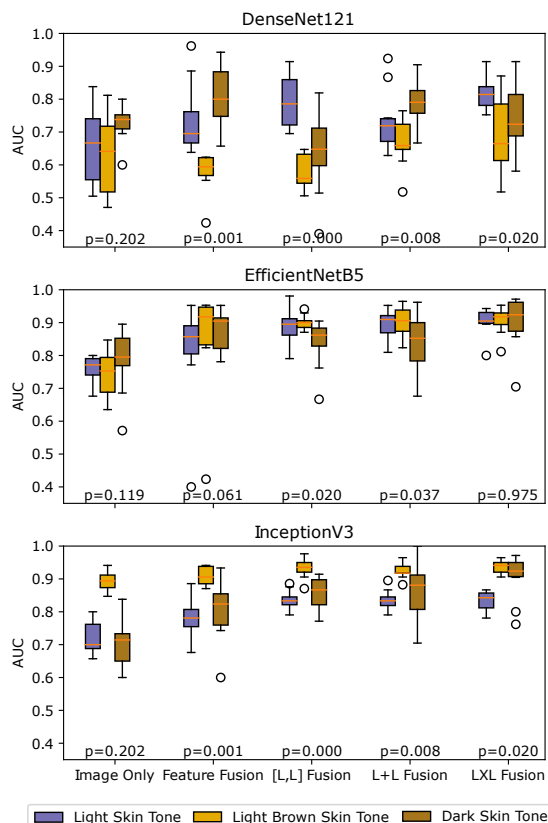 DenseNet121
1.0
0.9
0.8
0.7
0.6
0.5
0.4
AUC
p=0.202 p=0.001 p=0.000 p=0.008 p=0.020
EfficientNetB5
1.0
0.9
0.8
0.7
0.6
0.5
0.4
AUC
p=0.119 p=0.061 p=0.020 p=0.037 p=0.975
InceptionV3
1.0
0.9
0.8
0.7
0.6
0.5
0.4
AUC
p=0.202 p=0.001 p=0.000 p=0.008 p=0.020
Image Only Feature Fusion [L,L] Fusion L+L Fusion LXL Fusion
Light Skin Tone Light Brown Skin Tone Dark Skin Tone